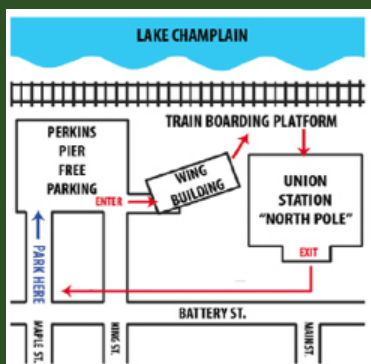 LAKE CHAMPLAIN
TRAIN BOARDING PLATFORM
PERKINS
PIER
FREE
PARKING
WING
BUILDING
UNION
STATION
"NORTH POLE"
ENTER
EXIT
PARK HERE
BATTERY ST.
MAPLE ST.
KING ST.
MAIN ST.